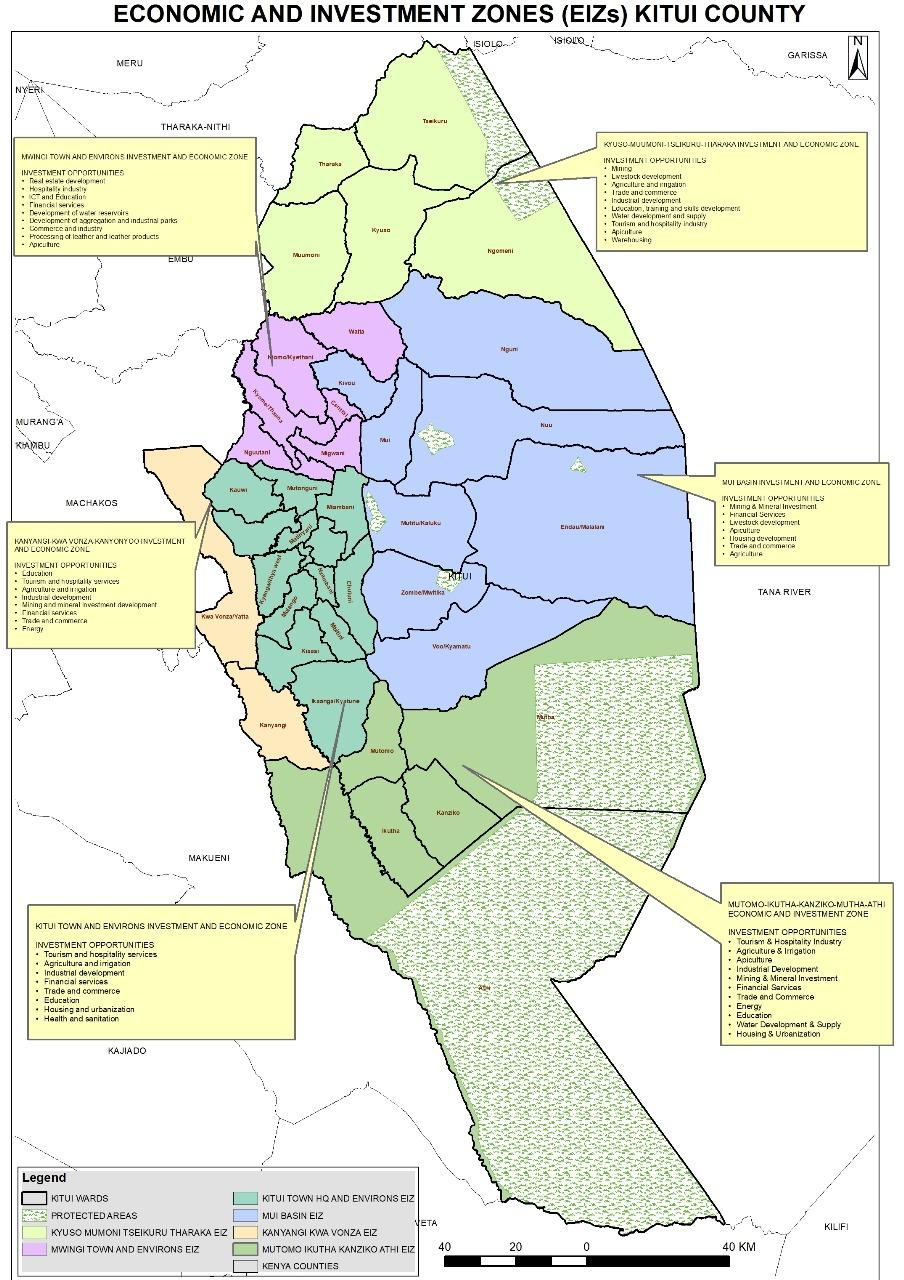 ECONOMIC AND INVESTMENT ZONES (EIZs) KITUI COUNTY
ISIOLO
ISIOLO
N
GARISSA
MERU
NYERI
THARAKA-NITHI
Tseikuru
Tharaka
MWINGI TOWN AND ENVIRONS INVESTMENT AND ECONOMIC ZONE
INVESTMENT OPPORTUNITIES
• Real estate development
• Hospitality industry
• ICT and Education
• Financial services
• Development of water reservoirs
• Development of aggregation and industrial parks
• Commerce and industry
• Processing of leather and leather products
• Apiculture
KYUSO-MUUMONI-TSEIKURU-THARAKA INVESTMENT AND ECONOMIC ZONE
INVESTMENT OPPORTUNITIES
• Mining
• Livestock development
• Agriculture and irrigation
• Trade and commerce
• Industrial development
• Education, training and skills development
• Water development and supply
• Tourism and hospitality industry
• Apiculture
• Warehousing
Kyuso
Muumoni
Ngomeni
EMBU
Waita
Nguni
Kivou
Nuu
Mui
Nguutani
Migwani
MURANG'A
KIAMBU
MACHAKOS
Kauwi
Mutonguni
Miambani
Mutitu/Kaliku
Endau/Malalani
MUI BASIN INVESTMENT AND ECONOMIC ZONE
INVESTMENT OPPORTUNITIES
• Mining & Mineral Investment
• Financial Services
• Livestock development
• Apiculture
• Housing development
• Trade and commerce
• Agriculture
KANYANGI-KWA VONZA-KANYONYOO INVESTMENT
AND ECONOMIC ZONE
INVESTMENT OPPORTUNITIES
• Education
• Tourism and hospitality services
• Agriculture and irrigation
• Industrial development
• Mining and mineral investment development
• Financial services
• Trade and commerce
• Energy
KITUI
Zombe/Mwitika
TANA RIVER
Kwa Vonza/Yatta
Kisasi
Voo/Kyamatu
Ikaanga/Kyatune
Kanyangi
Mutha
Mutomo
Kanziko
Ikutha
MAKUENI
KITUI TOWN AND ENVIRONS INVESTMENT AND ECONOMIC ZONE
INVESTMENT OPPORTUNITIES
• Tourism and hospitality services
• Agriculture and irrigation
• Industrial development
• Financial services
• Trade and commerce
• Education
• Housing and urbanization
• Health and sanitation
MUTOMO-IKUTHA-KANZIKO-MUTHA-ATHI
ECONOMIC AND INVESTMENT ZONE
INVESTMENT OPPORTUNITIES
• Tourism & Hospitality Industry
• Agriculture & Irrigation
• Apiculture
• Industrial Development
• Mining & Mineral Investment
• Financial Services
• Trade and Commerce
• Energy
• Education
• Water Development & Supply
• Housing & Urbanization
KAJIADO
Legend
KITUI WARDS
PROTECTED AREAS
KYUSO MUMONI TSEIKURU THARAKA EIZ
MWINGI TOWN AND ENVIRONS EIZ
KITUI TOWN HQ AND ENVIRONS EIZ
MUI BASIN EIZ
KANYANGI KWA VONZA EIZ
MUTOMO IKUTHA KANZIKO ATHI EIZ
KENYA COUNTIES
VETA
KILIFI
40 20 0 40 KM